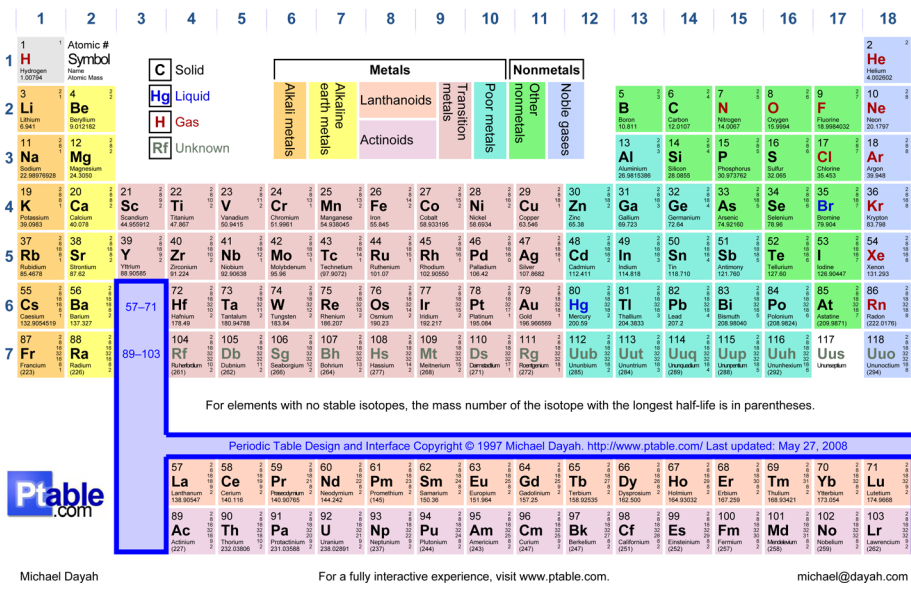 1 2 3 4 5 6 7 8 9 10 11 12 13 14 15 16 17 18
1 2 3 4 5 6 7
Atomic #
Symbol
Name
Atomic Mass
C Solid
Hg Liquid
H Gas
Rf Unknown
Metals
Nonmetals
Alkali metals
Alkaline earth metals
Lanthanoids
Actinoids
Transition metals
Poor metals
Other nonmetals
Noble gases
1 H Hydrogen 1.00794
2 He Helium 4.002602
3 Li Lithium 6.941
4 Be Beryllium 9.012182
5 B Boron 10.811
6 C Carbon 12.0107
7 N Nitrogen 14.0067
8 O Oxygen 15.9994
9 F Fluorine 18.9984032
10 Ne Neon 20.1797
11 Na Sodium 22.98976928
12 Mg Magnesium 24.3050
13 Al Aluminium 26.9815386
14 Si Silicon 28.0855
15 P Phosphorus 30.973762
16 S Sulfur 32.065
17 Cl Chlorine 35.453
18 Ar Argon 39.948
19 K Potassium 39.0983
20 Ca Calcium 40.078
21 Sc Scandium 44.955912
22 Ti Titanium 47.867
23 V Vanadium 50.9415
24 Cr Chromium 51.9961
25 Mn Manganese 54.938045
26 Fe Iron 55.845
27 Co Cobalt 58.933195
28 Ni Nickel 58.6934
29 Cu Copper 63.546
30 Zn Zinc 65.38
31 Ga Gallium 69.723
32 Ge Germanium 72.64
33 As Arsenic 74.92160
34 Se Selenium 78.96
35 Br Bromine 79.904
36 Kr Krypton 83.798
37 Rb Rubidium 85.4678
38 Sr Strontium 87.62
39 Y Yttrium 88.90585
40 Zr Zirconium 91.224
41 Nb Niobium 92.90638
42 Mo Molybdenum 95.96
43 Tc Technetium (97.9072)
44 Ru Ruthenium 101.07
45 Rh Rhodium 102.90550
46 Pd Palladium 106.42
47 Ag Silver 107.8682
48 Cd Cadmium 112.411
49 In Indium 114.818
50 Sn Tin 118.710
51 Sb Antimony 121.760
52 Te Tellurium 127.60
53 I Iodine 126.90447
54 Xe Xenon 131.293
55 Cs Caesium 132.9054519
56 Ba Barium 137.327
57–71
72 Hf Hafnium 178.49
73 Ta Tantalum 180.94788
74 W Tungsten 183.84
75 Re Rhenium 186.207
76 Os Osmium 190.23
77 Ir Iridium 192.217
78 Pt Platinum 195.084
79 Au Gold 196.966569
80 Hg Mercury 200.59
81 Tl Thallium 204.3833
82 Pb Lead 207.2
83 Bi Bismuth 208.98040
84 Po Polonium (208.9824)
85 At Astatine (209.9871)
86 Rn Radon (222.0176)
87 Fr Francium (223)
88 Ra Radium (226)
89–103
104 Rf Rutherfordium (261)
105 Db Dubnium (262)
106 Sg Seaborgium (266)
107 Bh Bohrium (264)
108 Hs Hassium (277)
109 Mt Meitnerium (268)
110 Ds Darmstadtium (271)
111 Rg Roentgenium (272)
112 Uub Ununbium (285)
113 Uut Ununtrium (284)
114 Uuq Ununquadium (289)
115 Uup Ununpentium (288)
116 Uuh Ununhexium (292)
117 Uus Ununseptium
118 Uuo Ununoctium (294)
For elements with no stable isotopes, the mass number of the isotope with the longest half-life is in parentheses.
Periodic Table Design and Interface Copyright © 1997 Michael Dayah. http://www.ptable.com/ Last updated: May 27, 2008
57 La Lanthanum 138.90547
58 Ce Cerium 140.116
59 Pr Praseodymium 140.90765
60 Nd Neodymium 144.242
61 Pm Promethium (145)
62 Sm Samarium 150.36
63 Eu Europium 151.964
64 Gd Gadolinium 157.25
65 Tb Terbium 158.92535
66 Dy Dysprosium 162.500
67 Ho Holmium 164.93032
68 Er Erbium 167.259
69 Tm Thulium 168.93421
70 Yb Ytterbium 173.054
71 Lu Lutetium 174.9668
89 Ac Actinium (227)
90 Th Thorium 232.03806
91 Pa Protactinium 231.03588
92 U Uranium 238.02891
93 Np Neptunium (237)
94 Pu Plutonium (244)
95 Am Americium (243)
96 Cm Curium (247)
97 Bk Berkelium (247)
98 Cf Californium (251)
99 Es Einsteinium (252)
100 Fm Fermium (257)
101 Md Mendelevium (258)
102 No Nobelium (259)
103 Lr Lawrencium (262)
Ptable
.com
Michael Dayah
For a fully interactive experience, visit www.ptable.com.
michael@dayah.com